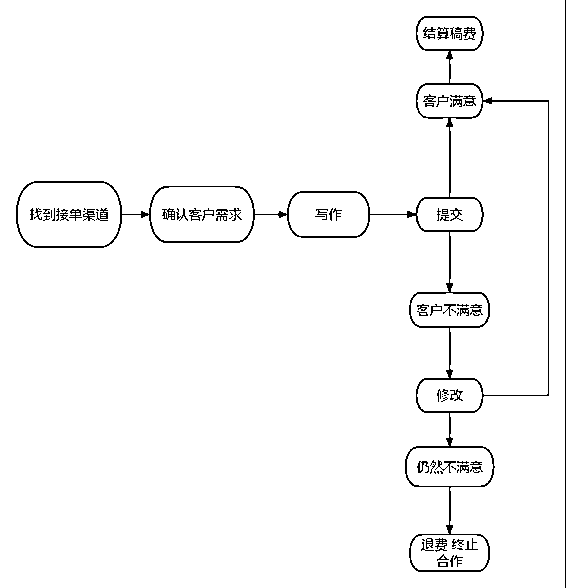 结算稿费
客户满意
找到接单渠道
确认客户需求
写作
提交
客户不满意
修改
仍然不满意
退费 终止
合作